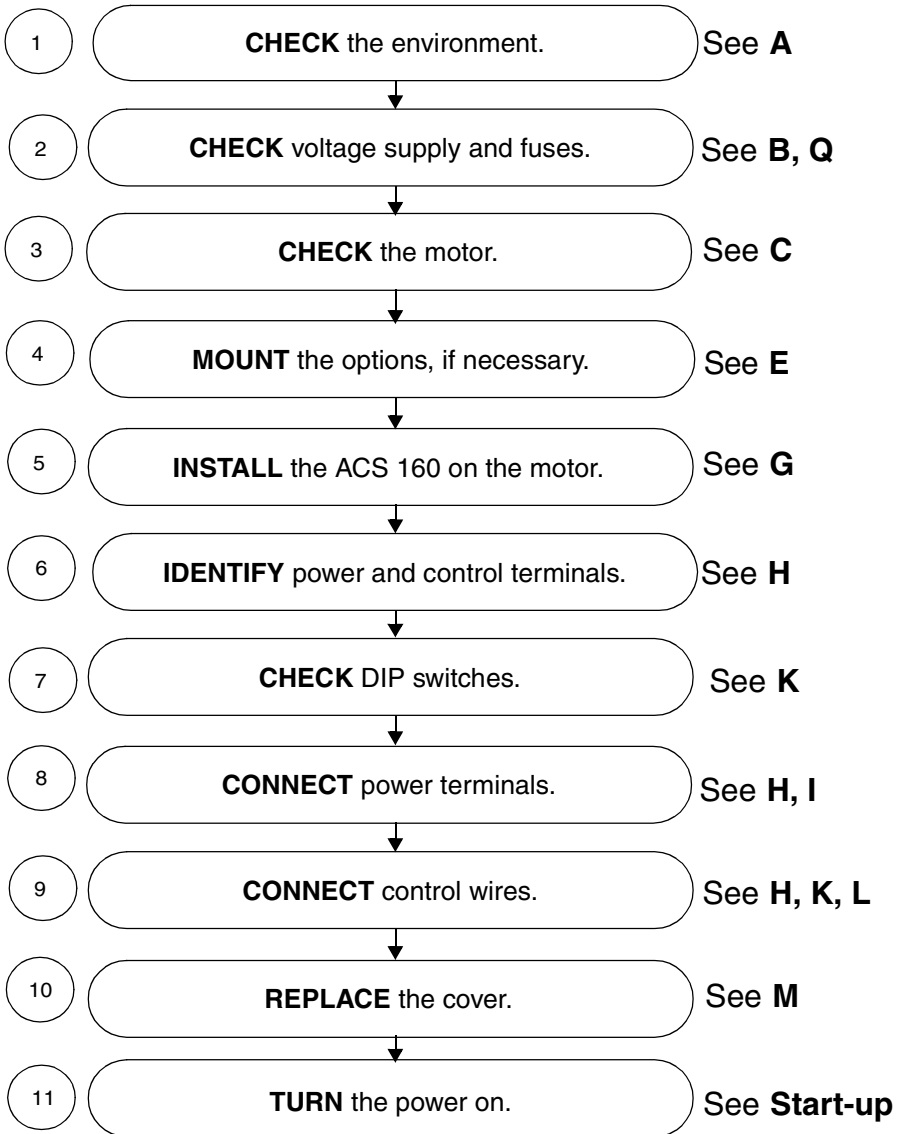 1 CHECK the environment. See A
2 CHECK voltage supply and fuses. See B, Q
3 CHECK the motor. See C
4 MOUNT the options, if necessary. See E
5 INSTALL the ACS 160 on the motor. See G
6 IDENTIFY power and control terminals. See H
7 CHECK DIP switches. See K
8 CONNECT power terminals. See H, I
9 CONNECT control wires. See H, K, L
10 REPLACE the cover. See M
11 TURN the power on. See Start-up